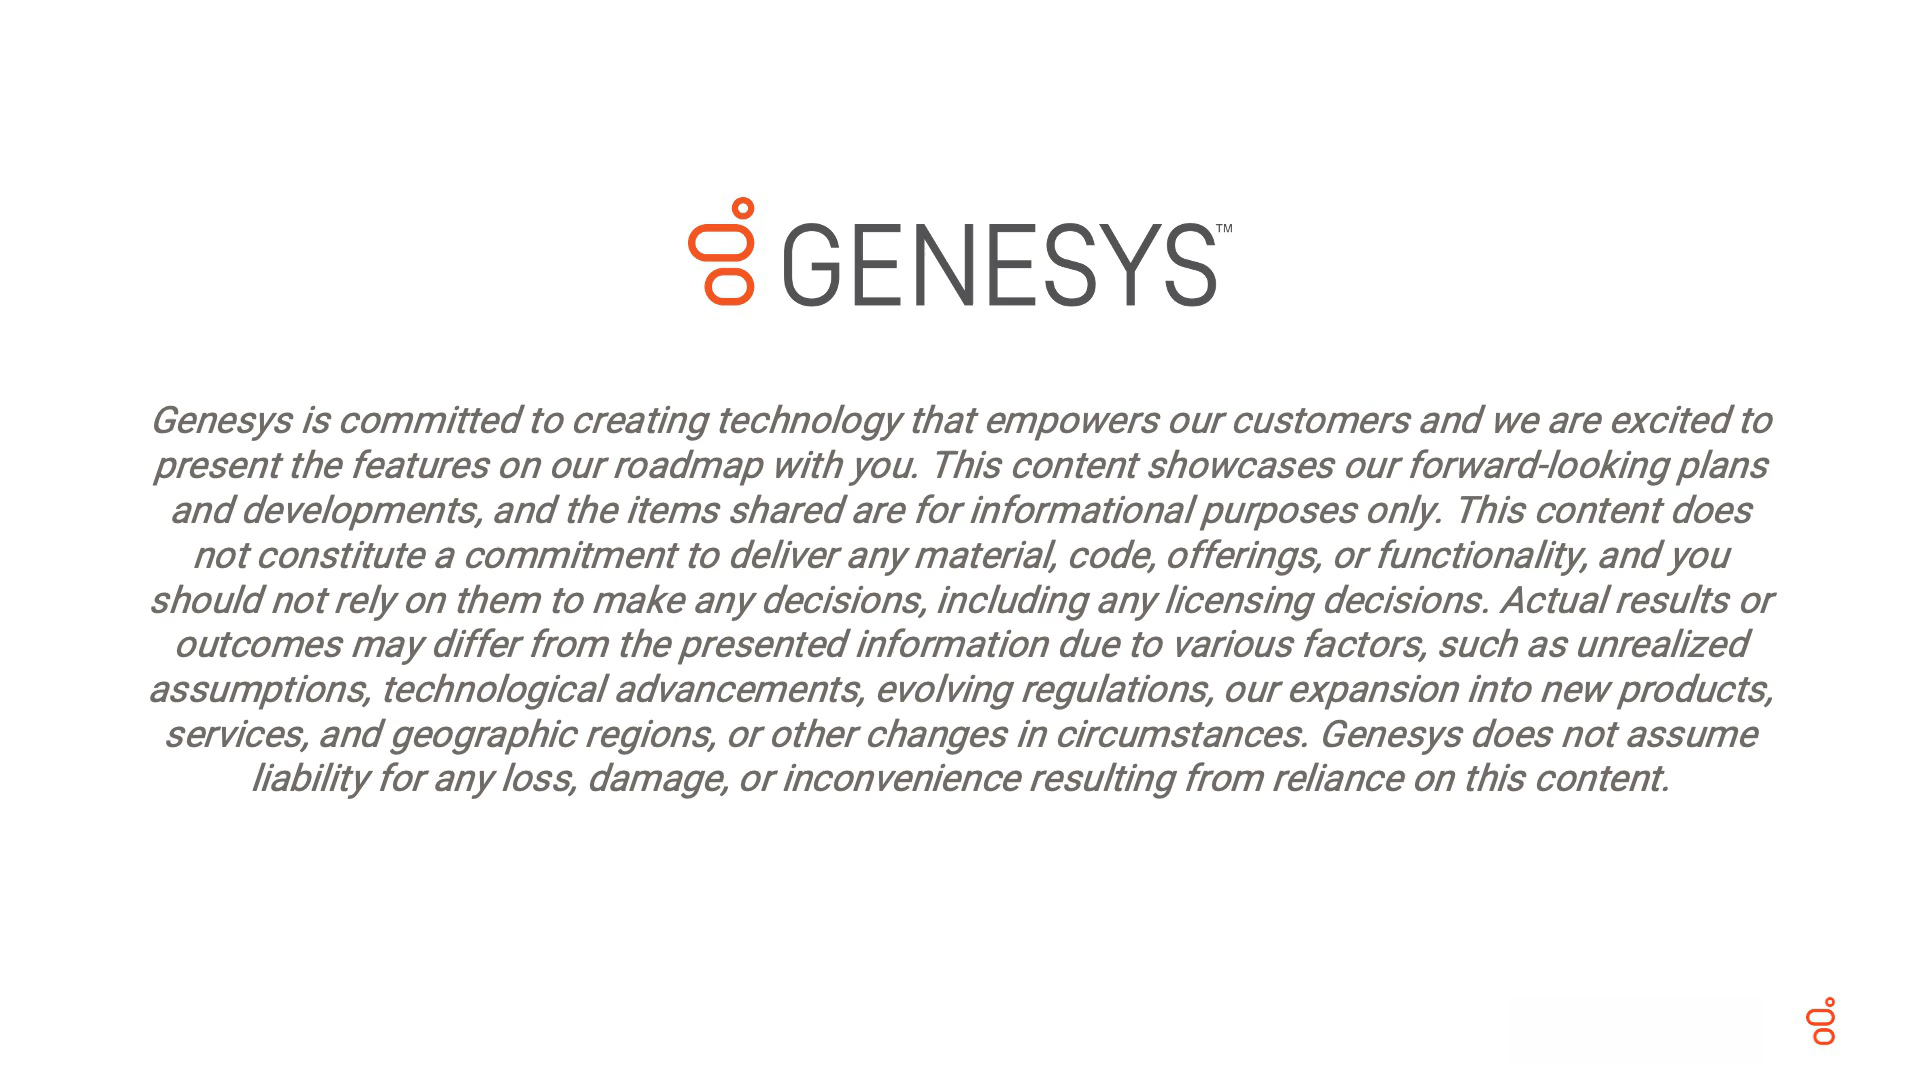 GENESYS™
Genesys is committed to creating technology that empowers our customers and we are excited to
present the features on our roadmap with you. This content showcases our forward-looking plans
and developments, and the items shared are for informational purposes only. This content does
not constitute a commitment to deliver any material, code, offerings, or functionality, and you
should not rely on them to make any decisions, including any licensing decisions. Actual results or
outcomes may differ from the presented information due to various factors, such as unrealized
assumptions, technological advancements, evolving regulations, our expansion into new products,
services, and geographic regions, or other changes in circumstances. Genesys does not assume
liability for any loss, damage, or inconvenience resulting from reliance on this content.